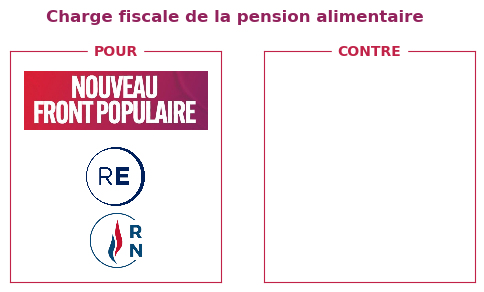 Charge fiscale de la pension alimentaire
POUR
CONTRE
NOUVEAU
FRONT POPULAIRE
RE
R
N